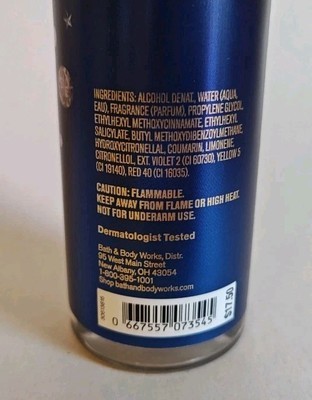 INGREDIENTS: ALCOHOL DENAT., WATER (AQUA,
EAU), FRAGRANCE (PARFUM), PROPYLENE GLYCOL,
ETHYLHEXYL METHOXYCINNAMATE, ETHYLHEXYL
SALICYLATE, BUTYL METHOXYDIBENZOYLMETHANE,
HYDROXYCITRONELLAL, COUMARIN, LIMONENE,
CITRONELLOL, EXT. VIOLET 2 (CI 60730), YELLOW 5
(CI 19140), RED 40 (CI 16035).
CAUTION: FLAMMABLE.
KEEP AWAY FROM FLAME OR HIGH HEAT.
NOT FOR UNDERARM USE.
Dermatologist Tested
Bath & Body Works, Distr.
95 West Main Street
New Albany, OH 43054
1-800-395-1001
Shop bathandbodyworks.com
0 667557 073545
$17.50